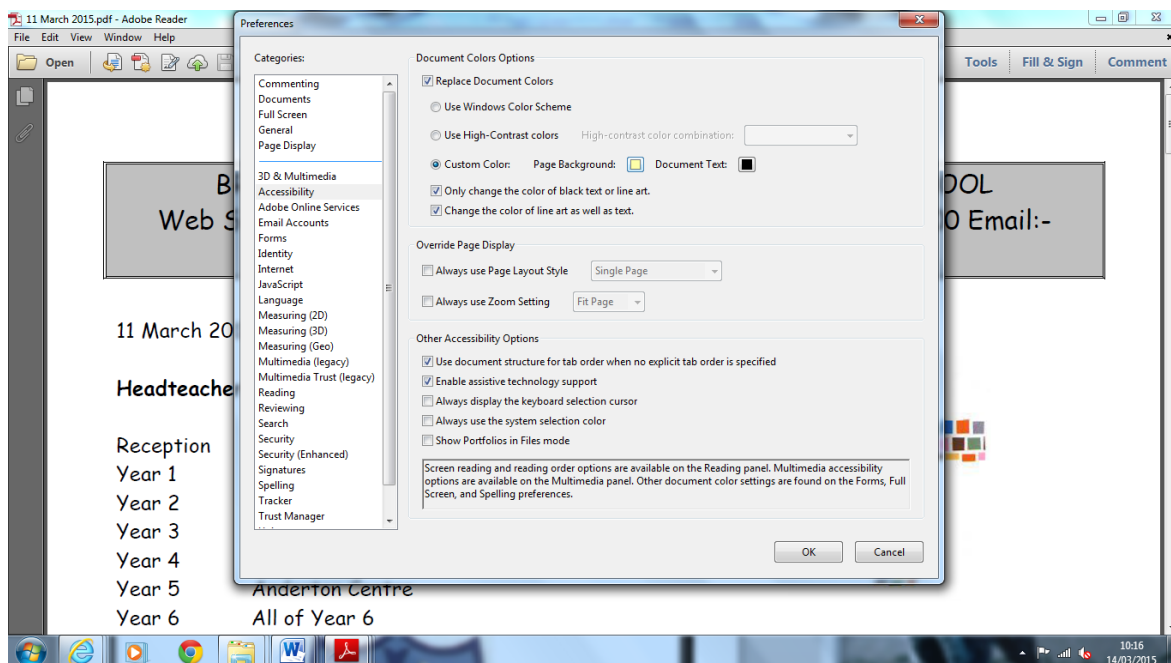 11 March 2015.pdf - Adobe Reader
File Edit View Window Help
Open
Tools Fill & Sign Comment
Preferences
Categories:
Commenting
Documents
Full Screen
General
Page Display
3D & Multimedia
Accessibility
Adobe Online Services
Email Accounts
Forms
Identity
Internet
JavaScript
Language
Measuring (2D)
Measuring (3D)
Measuring (Geo)
Multimedia (legacy)
Multimedia Trust (legacy)
Reading
Reviewing
Search
Security
Security (Enhanced)
Signatures
Spelling
Tracker
Trust Manager
Document Colors Options
Replace Document Colors
Use Windows Color Scheme
Use High-Contrast colors High-contrast color combination:
Custom Color: Page Background: Document Text:
Only change the color of black text or line art.
Change the color of line art as well as text.
Override Page Display
Always use Page Layout Style Single Page
Always use Zoom Setting Fit Page
Other Accessibility Options
Use document structure for tab order when no explicit tab order is specified
Enable assistive technology support
Always display the keyboard selection cursor
Always use the system selection color
Show Portfolios in Files mode
Screen reading and reading order options are available on the Reading panel. Multimedia accessibility
options are available on the Multimedia panel. Other document color settings are found on the Forms, Full
Screen, and Spelling preferences.
OK Cancel
B OOL
Web S 0 Email:-
11 March 20
Headteache
Reception
Year 1
Year 2
Year 3
Year 4
Year 5 Anderton Centre
Year 6 All of Year 6
10:16
14/03/2015